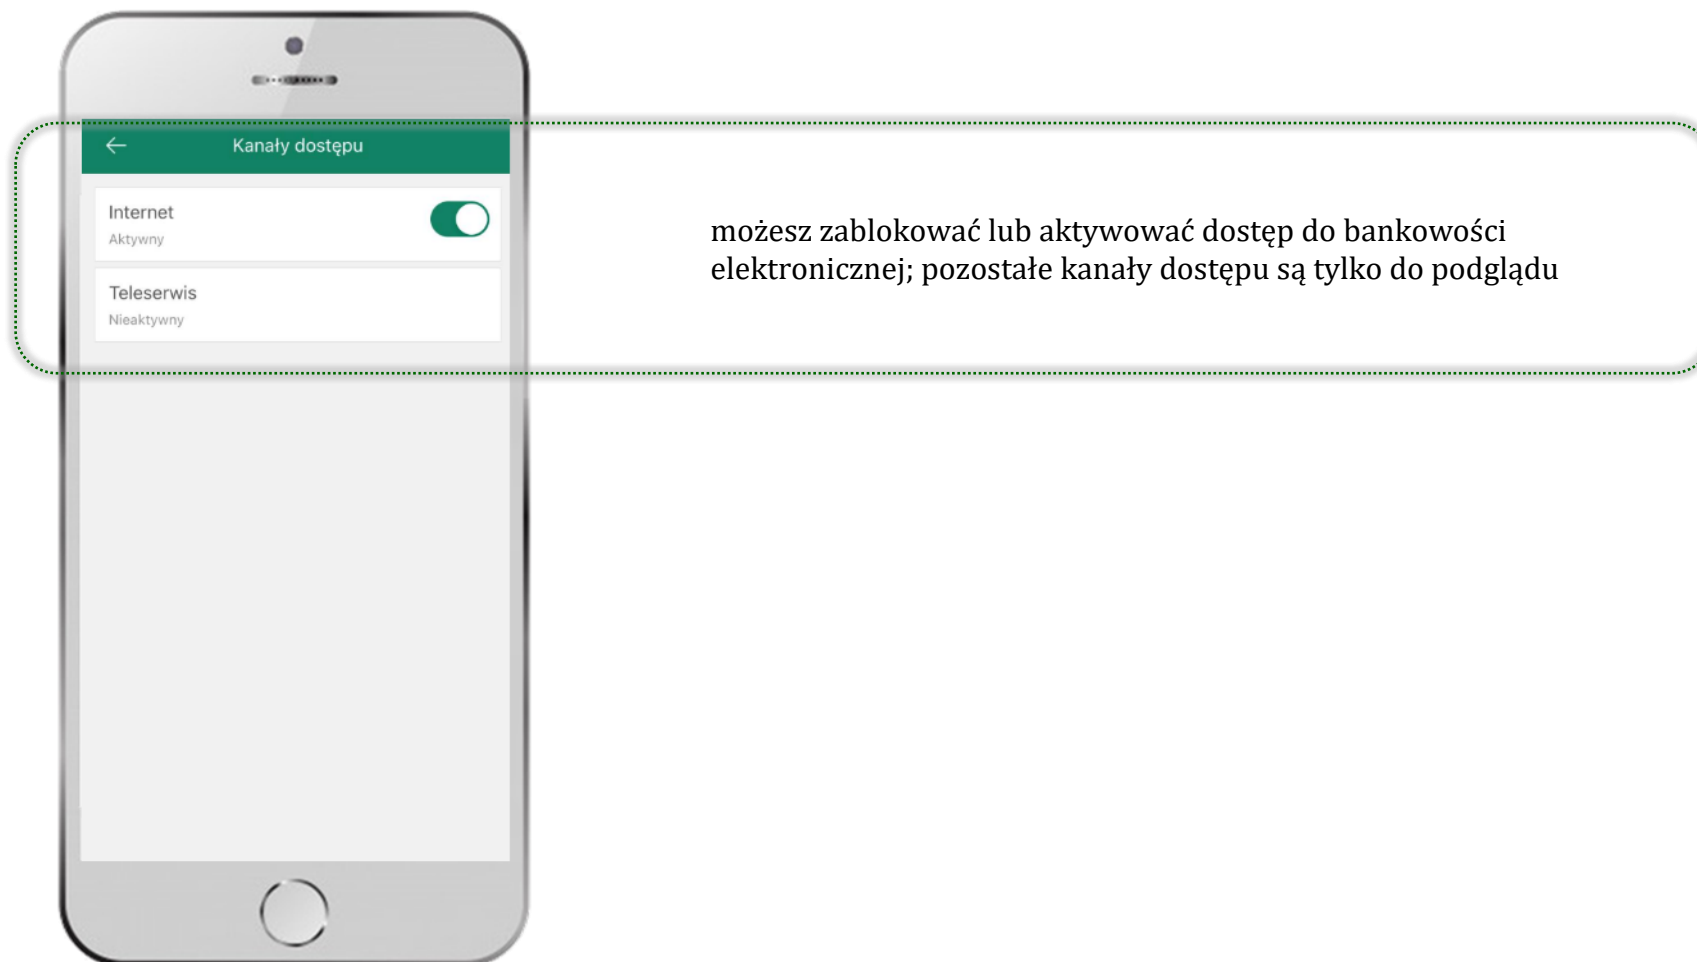 Kanały dostępu
Internet
Aktywny
Teleserwis
Nieaktywny
możesz zablokować lub aktywować dostęp do bankowości
elektronicznej; pozostałe kanały dostępu są tylko do podglądu